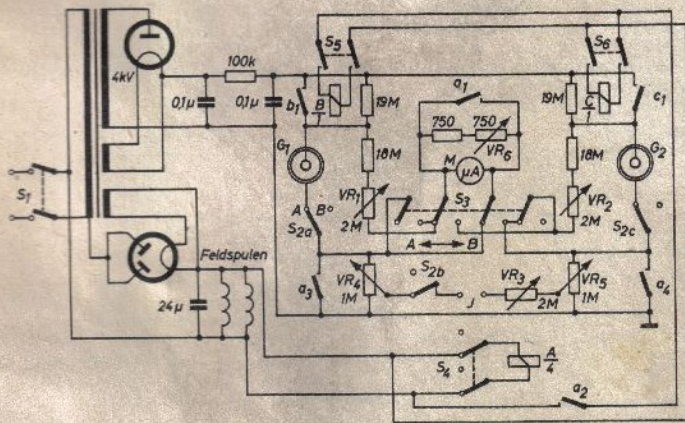 S5
S6
4kV
100k
0,1µ
0,1µ
b1
B/1
19M
a1
750
750
VR6
19M
C/1
c1
G1
18M
M
µA
18M
G2
S1
A
B
S2a
VR1
2M
S3
VR2
2M
S2c
A
B
Feldspulen
a3
VR4
1M
S2b
J
VR3
2M
VR5
1M
a4
24µ
S4
A/4
a2